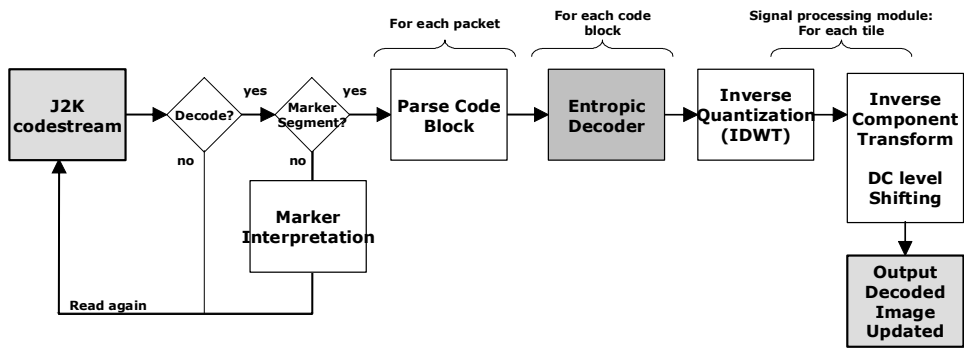 For each packet
For each code
block
Signal processing module:
For each tile
J2K
codestream
Decode?
yes
no
Marker
Segment?
yes
no
Parse Code
Block
Entropic
Decoder
Inverse
Quantization
(IDWT)
Inverse
Component
Transform
DC level
Shifting
Marker
Interpretation
Read again
Output
Decoded
Image
Updated